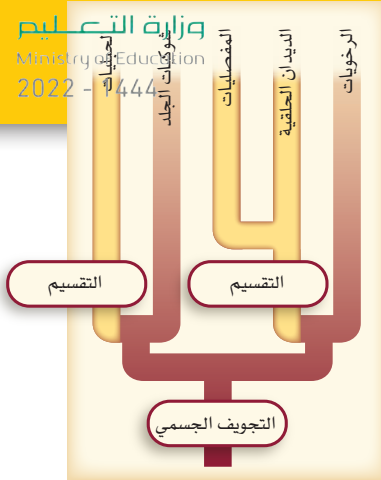 وزارة التعليم
Ministry of Education
2022 - 1444
الرخويات
الديدان الحلقية
المفصليات
شوكيات الجلد
الحبليات
التقسيم
التقسيم
التجويف الجسمي